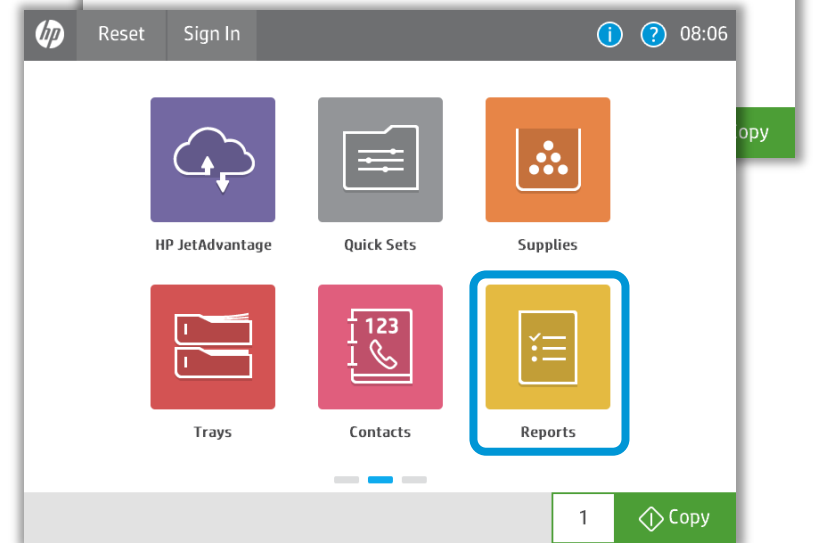 hp Reset Sign In i ? 08:06
opy
HP JetAdvantage Quick Sets Supplies
123
Trays Contacts Reports
1 Copy